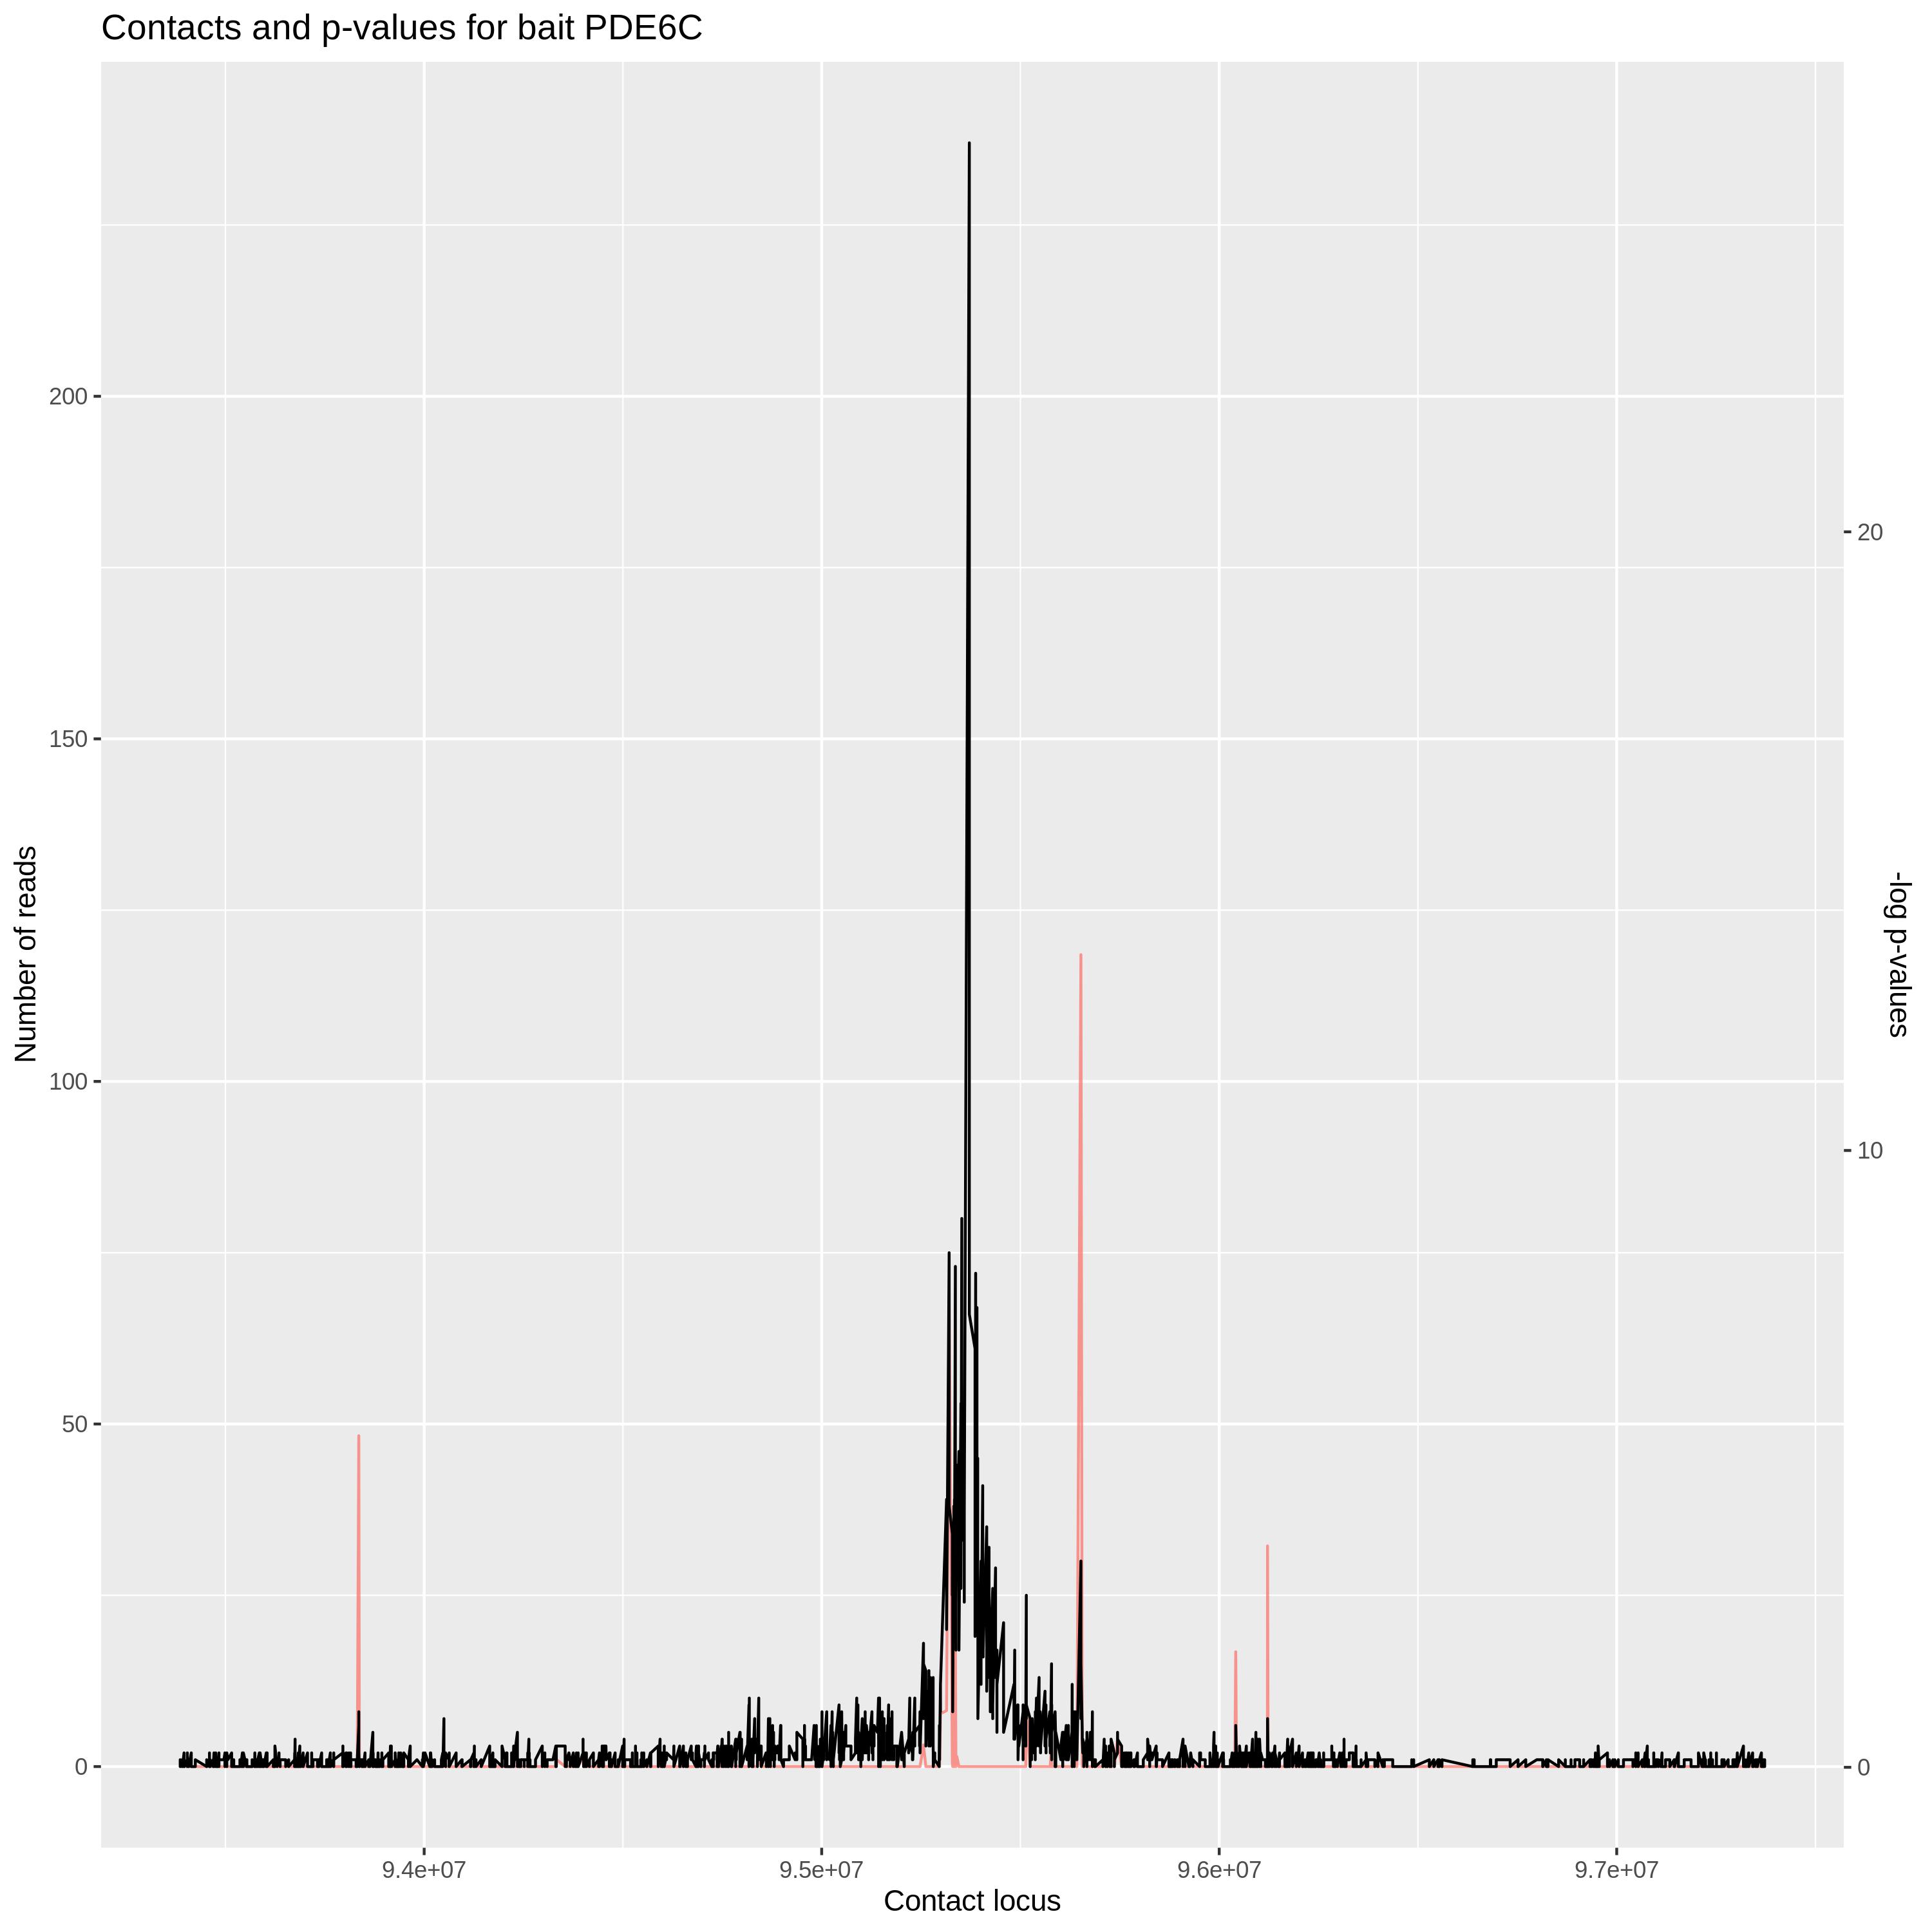 Contacts and p-values for bait PDE6C
Number of reads
200
150
100
50
0
20
10
0
-log p-values
9.4e+07
9.5e+07
9.6e+07
9.7e+07
Contact locus